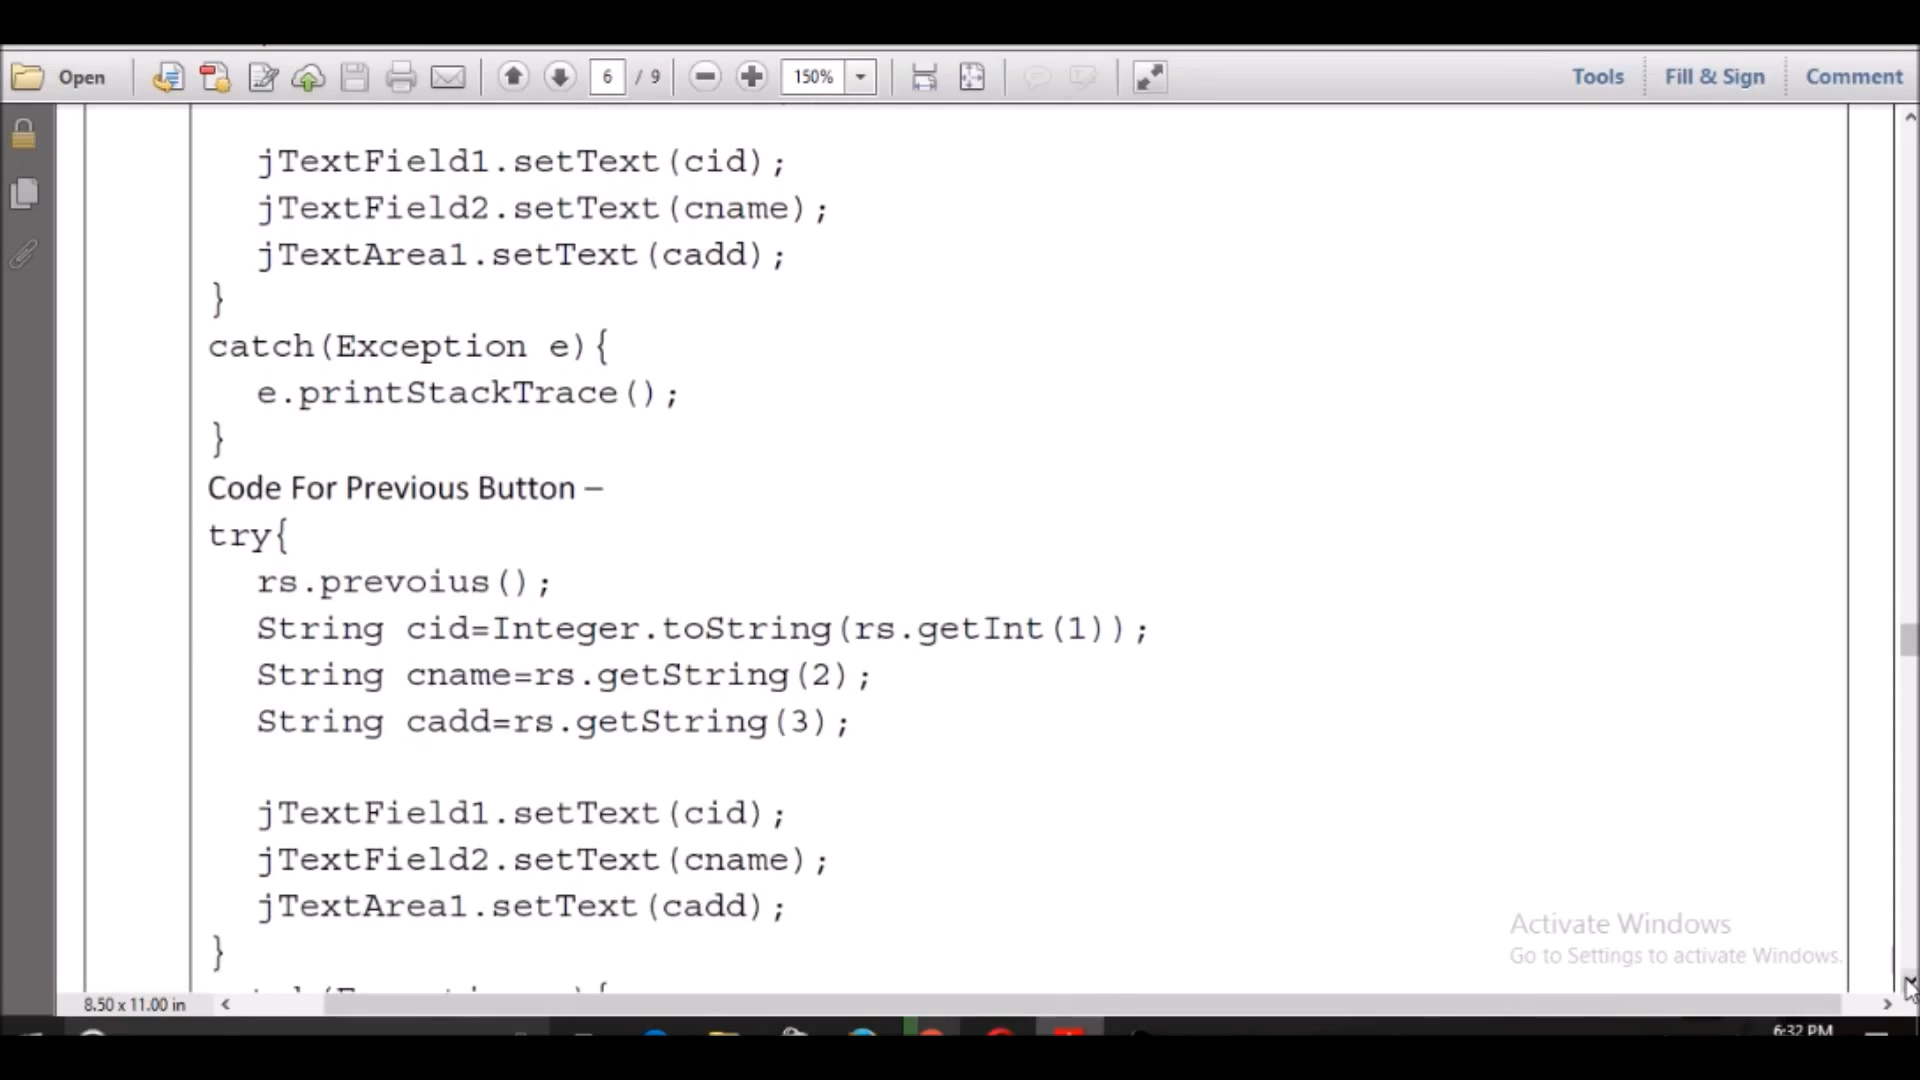 Open 6 / 9 150% Tools Fill & Sign Comment
jTextField1.setText(cid);
jTextField2.setText(cname);
jTextArea1.setText(cadd);
}
catch(Exception e){
e.printStackTrace();
}
Code For Previous Button –
try{
rs.prevoius();
String cid=Integer.toString(rs.getInt(1));
String cname=rs.getString(2);
String cadd=rs.getString(3);
jTextField1.setText(cid);
jTextField2.setText(cname);
jTextArea1.setText(cadd);
}
Activate Windows
Go to Settings to activate Windows.
8.50 x 11.00 in
6:32 PM